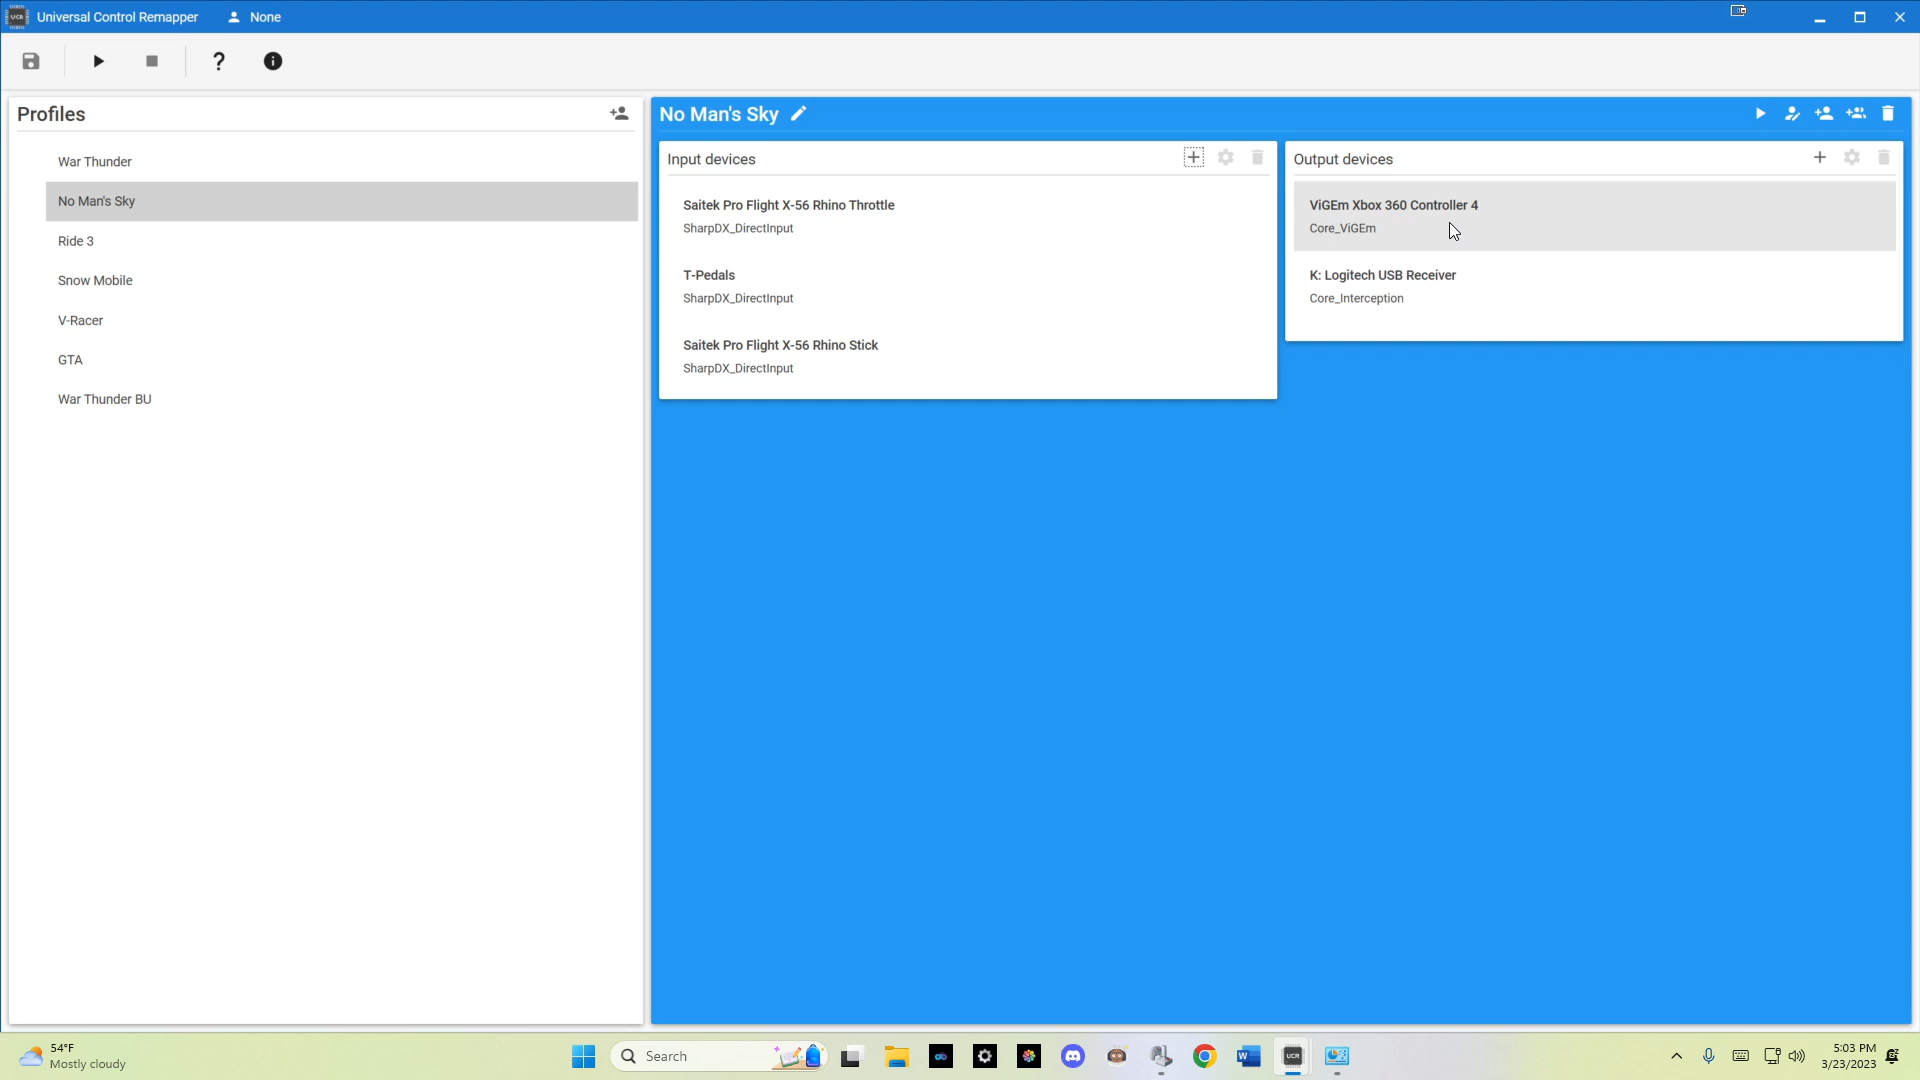 UCR Universal Control Remapper None
? i
Profiles
War Thunder
No Man's Sky
Ride 3
Snow Mobile
V-Racer
GTA
War Thunder BU
No Man's Sky
Input devices
Saitek Pro Flight X-56 Rhino Throttle
SharpDX_DirectInput
T-Pedals
SharpDX_DirectInput
Saitek Pro Flight X-56 Rhino Stick
SharpDX_DirectInput
Output devices
ViGEm Xbox 360 Controller 4
Core_ViGEm
K: Logitech USB Receiver
Core_Interception
54°F
Mostly cloudy
Search
W
UCR
5:03 PM
3/23/2023